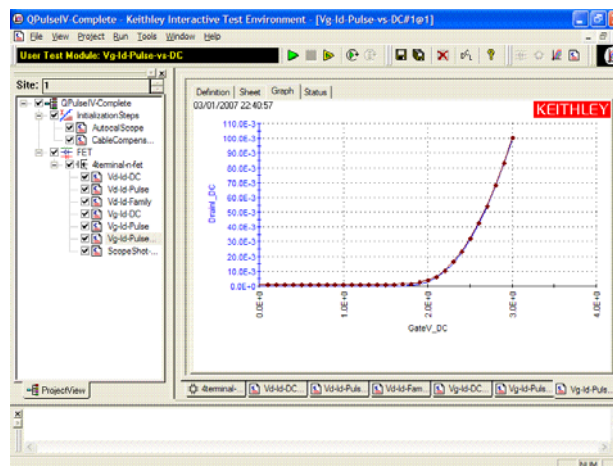 QPulseIV-Complete - Keithley Interactive Test Environment - [Vg-Id-Pulse-vs-DC#1@1]
File View Project Run Tools Window Help
User Test Module: Vg-Id-Pulse-vs-DC
Site: 1
QPulseIV-Complete
InitializationSteps
AutocalScope
CableCompens...
FET
4terminal-n-fet
Vd-Id-DC
Vd-Id-Pulse
Vd-Id-Family
Vg-Id-DC
Vg-Id-Pulse
Vg-Id-Pulse...
ScopeShot-...
ProjectView
Definition Sheet Graph Status
03/01/2007 22:40:57
KEITHLEY
110.0E-3
100.0E-3
90.0E-3
80.0E-3
70.0E-3
60.0E-3
50.0E-3
40.0E-3
30.0E-3
20.0E-3
10.0E-3
0.0E+0
DrainI_DC
0.0E+0 1.0E+0 2.0E+0 3.0E+0 4.0E+0
GateV_DC
4terminal-... Vd-Id-DC... Vd-Id-Puls... Vd-Id-Fam... Vg-Id-DC... Vg-Id-Puls... Vg-Id-Puls...
NUM